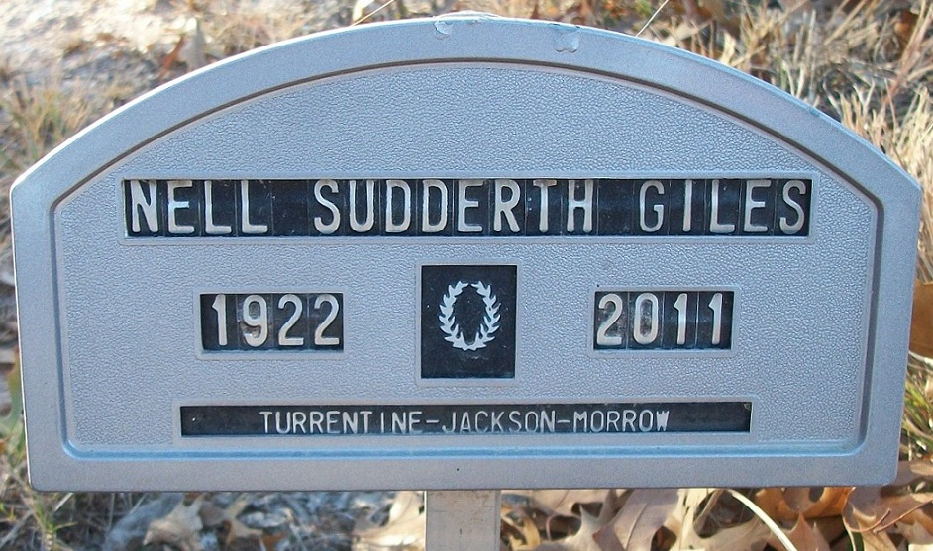 NELL SUDDERTH GILES
1922 2011
TURRENTINE-JACKSON-MORROW